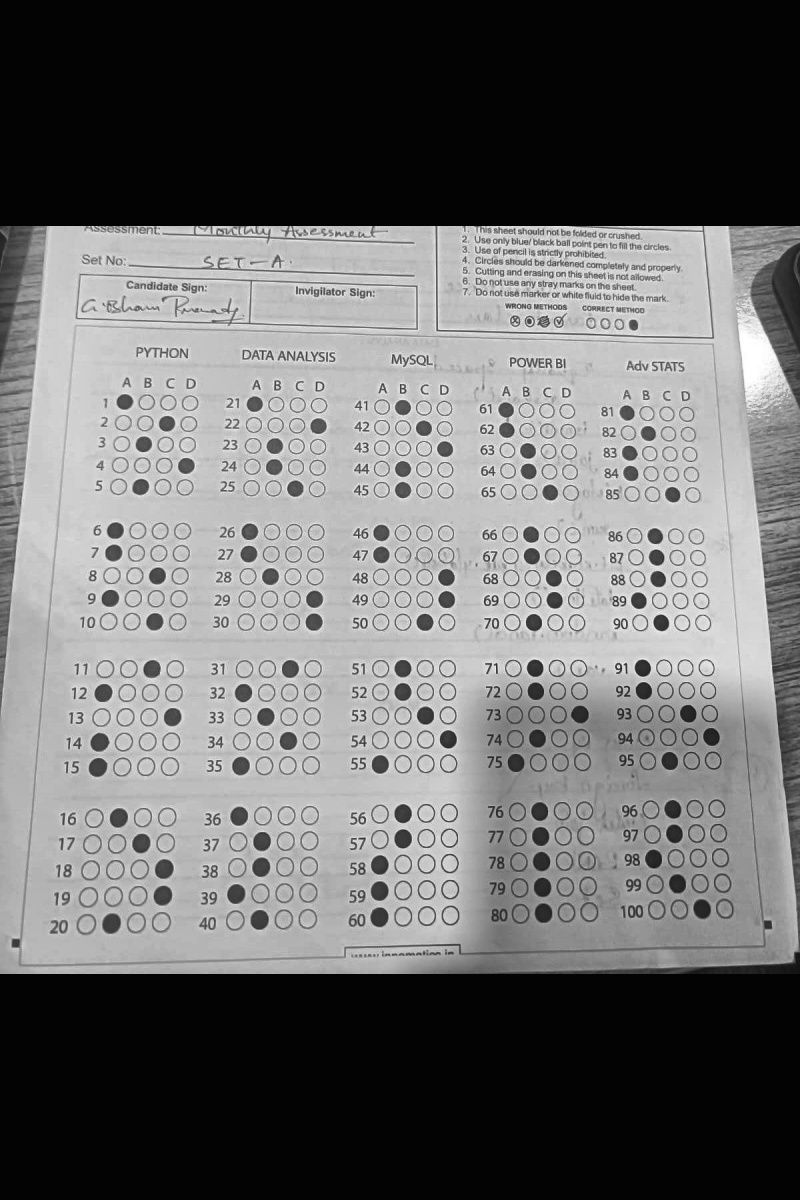 Assessment: Monthly Assessment
Set No: SET-A.
Candidate Sign:
Invigilator Sign:
1. This sheet should not be folded or crushed.
2. Use only blue/ black ball point pen to fill the circles.
3. Use of pencil is strictly prohibited.
4. Circles should be darkened completely and properly.
5. Cutting and erasing on this sheet is not allowed.
6. Do not use any stray marks on the sheet.
7. Do not use marker or white fluid to hide the mark.
WRONG METHODS CORRECT METHOD
PYTHON DATA ANALYSIS MySQL POWER BI Adv STATS
A B C D A B C D A B C D A B C D A B C D
1 21 41 61 81
2 22 42 62 82
3 23 43 63 83
4 24 44 64 84
5 25 45 65 85
6 26 46 66 86
7 27 47 67 87
8 28 48 68 88
9 29 49 69 89
10 30 50 70 90
11 31 51 71 91
12 32 52 72 92
13 33 53 73 93
14 34 54 74 94
15 35 55 75 95
16 36 56 76 96
17 37 57 77 97
18 38 58 78 98
19 39 59 79 99
20 40 60 80 100